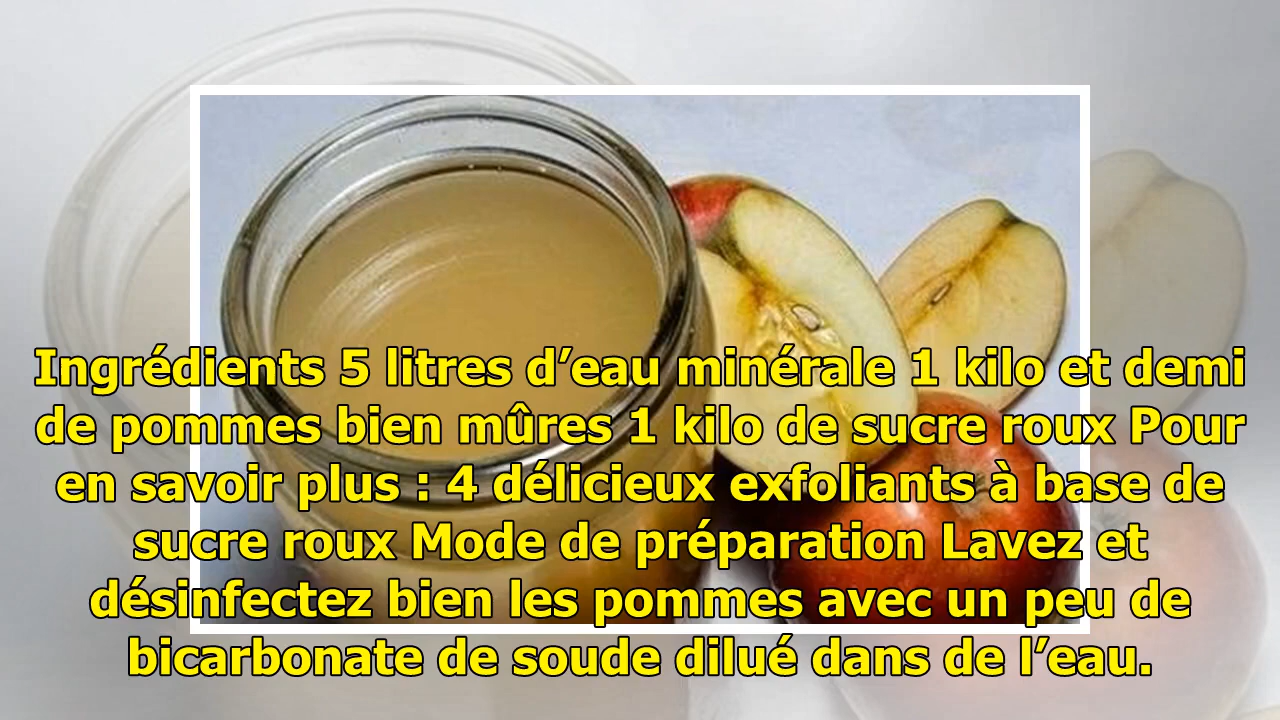 Ingrédients 5 litres d’eau minérale 1 kilo et demi
de pommes bien mûres 1 kilo de sucre roux Pour
en savoir plus : 4 délicieux exfoliants à base de
sucre roux Mode de préparation Lavez et
désinfectez bien les pommes avec un peu de
bicarbonate de soude dilué dans de l’eau.